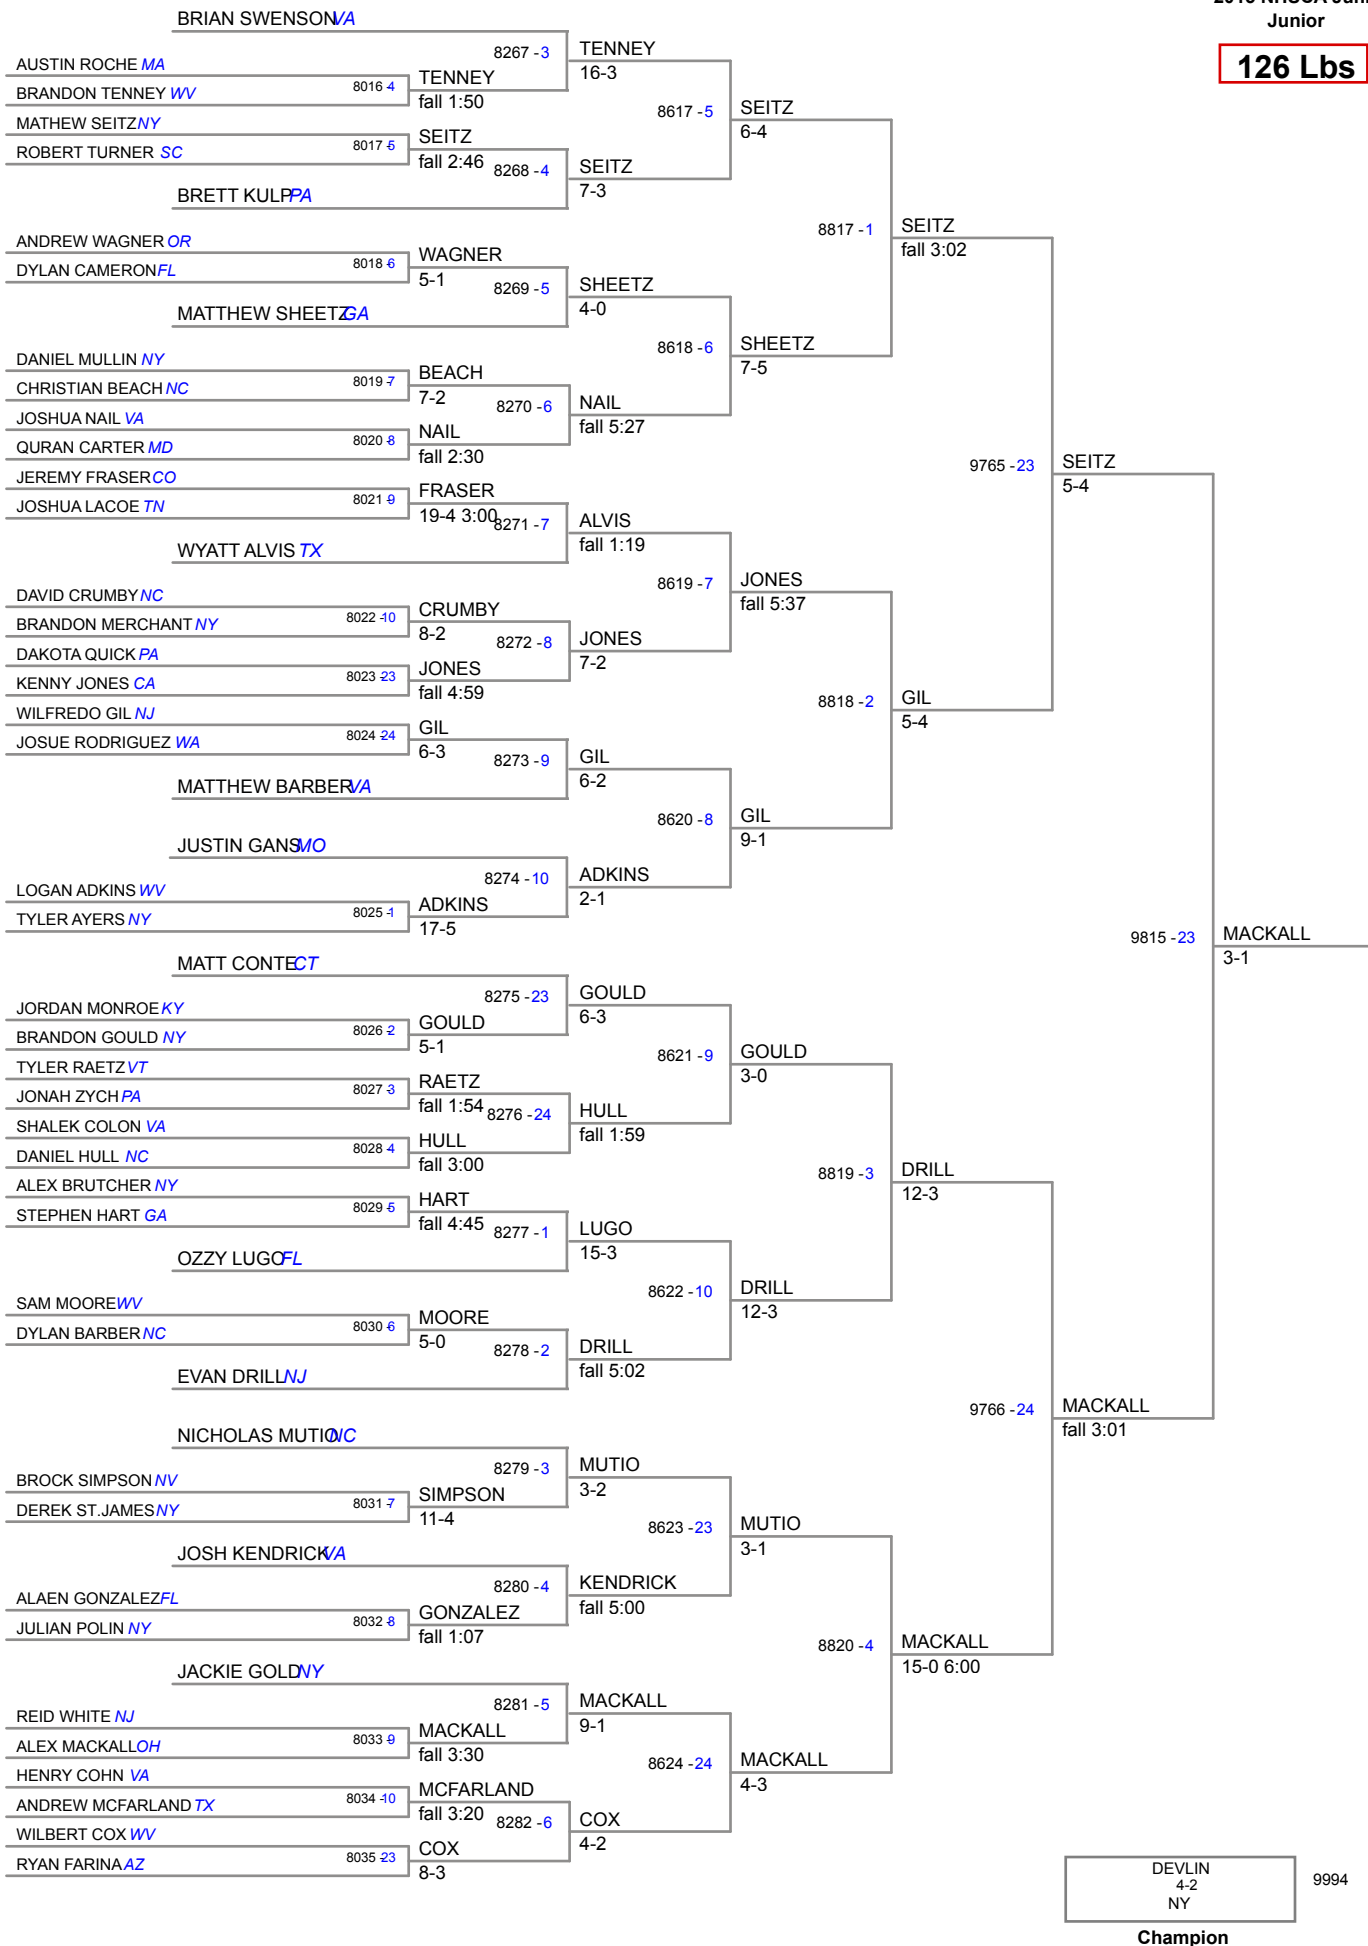 2013 NHSCA Juni
Junior
126 Lbs
BRIAN SWENSON VA
8267 -3
TENNEY
16-3
AUSTIN ROCHE MA
BRANDON TENNEY WV
8016 -4
TENNEY
fall 1:50
8617 -5
SEITZ
6-4
MATHEW SEITZ NY
ROBERT TURNER SC
8017 -5
SEITZ
fall 2:46
8268 -4
SEITZ
7-3
BRETT KULP PA
8817 -1
SEITZ
fall 3:02
ANDREW WAGNER OR
DYLAN CAMERON FL
8018 -6
WAGNER
5-1
8269 -5
SHEETZ
4-0
MATTHEW SHEETZ GA
8618 -6
SHEETZ
7-5
DANIEL MULLIN NY
CHRISTIAN BEACH NC
8019 -7
BEACH
7-2
8270 -6
NAIL
fall 5:27
JOSHUA NAIL VA
QURAN CARTER MD
8020 -8
NAIL
fall 2:30
9765 -23
SEITZ
5-4
JEREMY FRASER CO
JOSHUA LACOE TN
8021 -9
FRASER
19-4 3:00
8271 -7
ALVIS
fall 1:19
WYATT ALVIS TX
8619 -7
JONES
fall 5:37
DAVID CRUMBY NC
BRANDON MERCHANT NY
8022 -10
CRUMBY
8-2
8272 -8
JONES
7-2
DAKOTA QUICK PA
KENNY JONES CA
8023 -23
JONES
fall 4:59
8818 -2
GIL
5-4
WILFREDO GIL NJ
JOSUE RODRIGUEZ WA
8024 -24
GIL
6-3
8273 -9
GIL
6-2
MATTHEW BARBER VA
8620 -8
GIL
9-1
JUSTIN GANS MO
8274 -10
ADKINS
2-1
LOGAN ADKINS WV
TYLER AYERS NY
8025 -1
ADKINS
17-5
9815 -23
MACKALL
3-1
MATT CONTE CT
8275 -23
GOULD
6-3
JORDAN MONROE KY
BRANDON GOULD NY
8026 -2
GOULD
5-1
8621 -9
GOULD
3-0
TYLER RAETZ VT
JONAH ZYCH PA
8027 -3
RAETZ
fall 1:54
8276 -24
HULL
fall 1:59
SHALEK COLON VA
DANIEL HULL NC
8028 -4
HULL
fall 3:00
8819 -3
DRILL
12-3
ALEX BRUTCHER NY
STEPHEN HART GA
8029 -5
HART
fall 4:45
8277 -1
LUGO
15-3
OZZY LUGO FL
8622 -10
DRILL
12-3
SAM MOORE WV
DYLAN BARBER NC
8030 -6
MOORE
5-0
8278 -2
DRILL
fall 5:02
EVAN DRILL NJ
9766 -24
MACKALL
fall 3:01
NICHOLAS MUTIO NC
8279 -3
MUTIO
3-2
BROCK SIMPSON NV
DEREK ST.JAMES NY
8031 -7
SIMPSON
11-4
8623 -23
MUTIO
3-1
JOSH KENDRICK VA
8280 -4
KENDRICK
fall 5:00
ALAEN GONZALEZ FL
JULIAN POLIN NY
8032 -8
GONZALEZ
fall 1:07
8820 -4
MACKALL
15-0 6:00
JACKIE GOLD NY
8281 -5
MACKALL
9-1
REID WHITE NJ
ALEX MACKALL OH
8033 -9
MACKALL
fall 3:30
8624 -24
MACKALL
4-3
HENRY COHN VA
ANDREW MCFARLAND TX
8034 -10
MCFARLAND
fall 3:20
8282 -6
COX
4-2
WILBERT COX WV
RYAN FARINA AZ
8035 -23
COX
8-3
DEVLIN
4-2
NY
9994
Champion